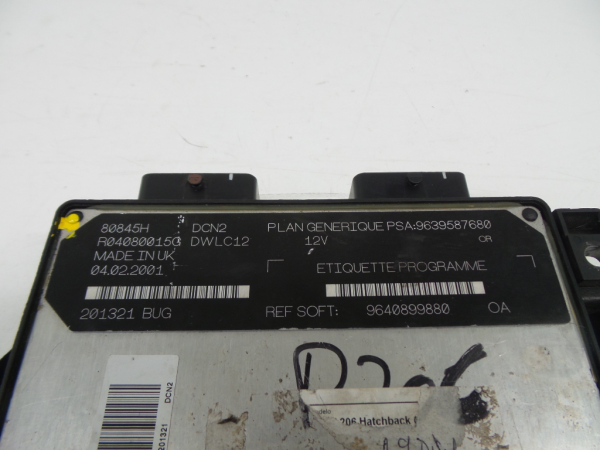 80845H DCN2 PLAN GENERIQUE PSA:9639587680
R04080015G DWLC12 12V OR
MADE IN UK
04.02.2001 ETIQUETTE PROGRAMME
201321 BUG REF SOFT: 9640899880 OA
DCN2
201321
206 Hatchback